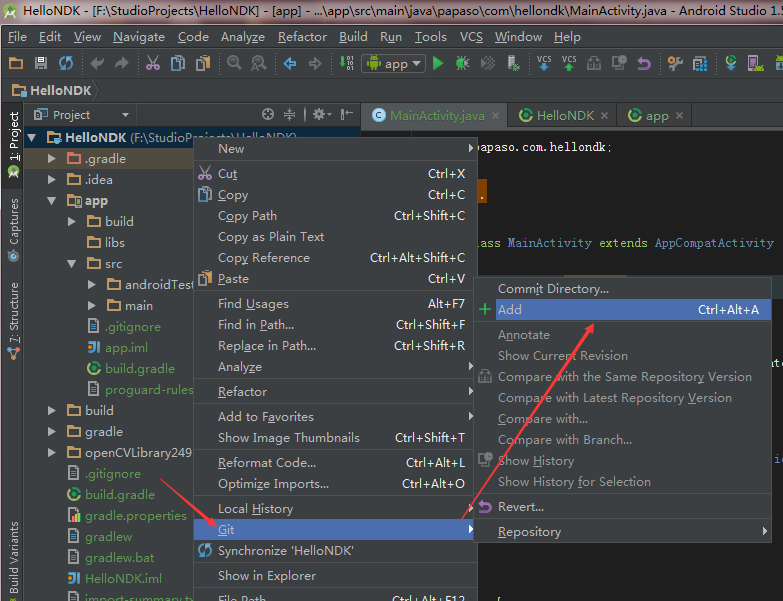 HelloNDK - [F:\StudioProjects\HelloNDK] - [app] - ...\app\src\main\java\papaso\com\hellondk\MainActivity.java - Android Studio 1.5
File Edit View Navigate Code Analyze Refactor Build Run Tools VCS Window Help
app
VCS VCS
HelloNDK
Project
MainActivity.java
HelloNDK
app
1: Project
Captures
7: Structure
Build Variants
HelloNDK (F:\StudioProjects\HelloNDK)
.gradle
.idea
app
build
libs
src
androidTest
main
.gitignore
app.iml
build.gradle
proguard-rules
build
gradle
openCVLibrary249
.gitignore
build.gradle
gradle.properties
gradlew
gradlew.bat
HelloNDK.iml
import-summary.tx
New
Cut Ctrl+X
Copy Ctrl+C
Copy Path Ctrl+Shift+C
Copy as Plain Text
Copy Reference Ctrl+Alt+Shift+C
Paste Ctrl+V
Find Usages Alt+F7
Find in Path... Ctrl+Shift+F
Replace in Path... Ctrl+Shift+R
Analyze
Refactor
Add to Favorites
Show Image Thumbnails Ctrl+Shift+T
Reformat Code... Ctrl+Alt+L
Optimize Imports... Ctrl+Alt+O
Local History
Git
Synchronize 'HelloNDK'
Show in Explorer
File Path Ctrl+Alt+F12
papaso.com.hellondk;
lass MainActivity extends AppCompatActivity
Commit Directory...
Add Ctrl+Alt+A
Annotate
Show Current Revision
Compare with the Same Repository Version
Compare with Latest Repository Version
Compare with...
Compare with Branch...
Show History
Show History for Selection
Revert...
Repository